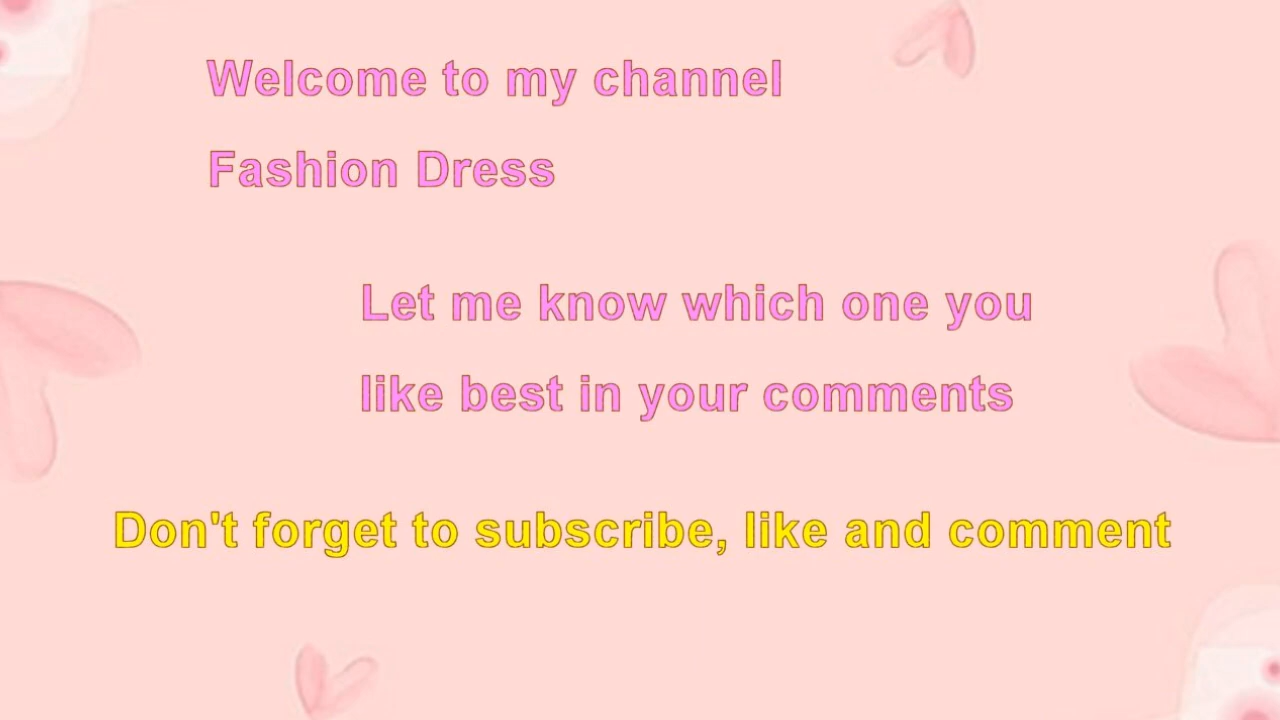 Welcome to my channel
Fashion Dress
Let me know which one you
like best in your comments
Don't forget to subscribe, like and comment